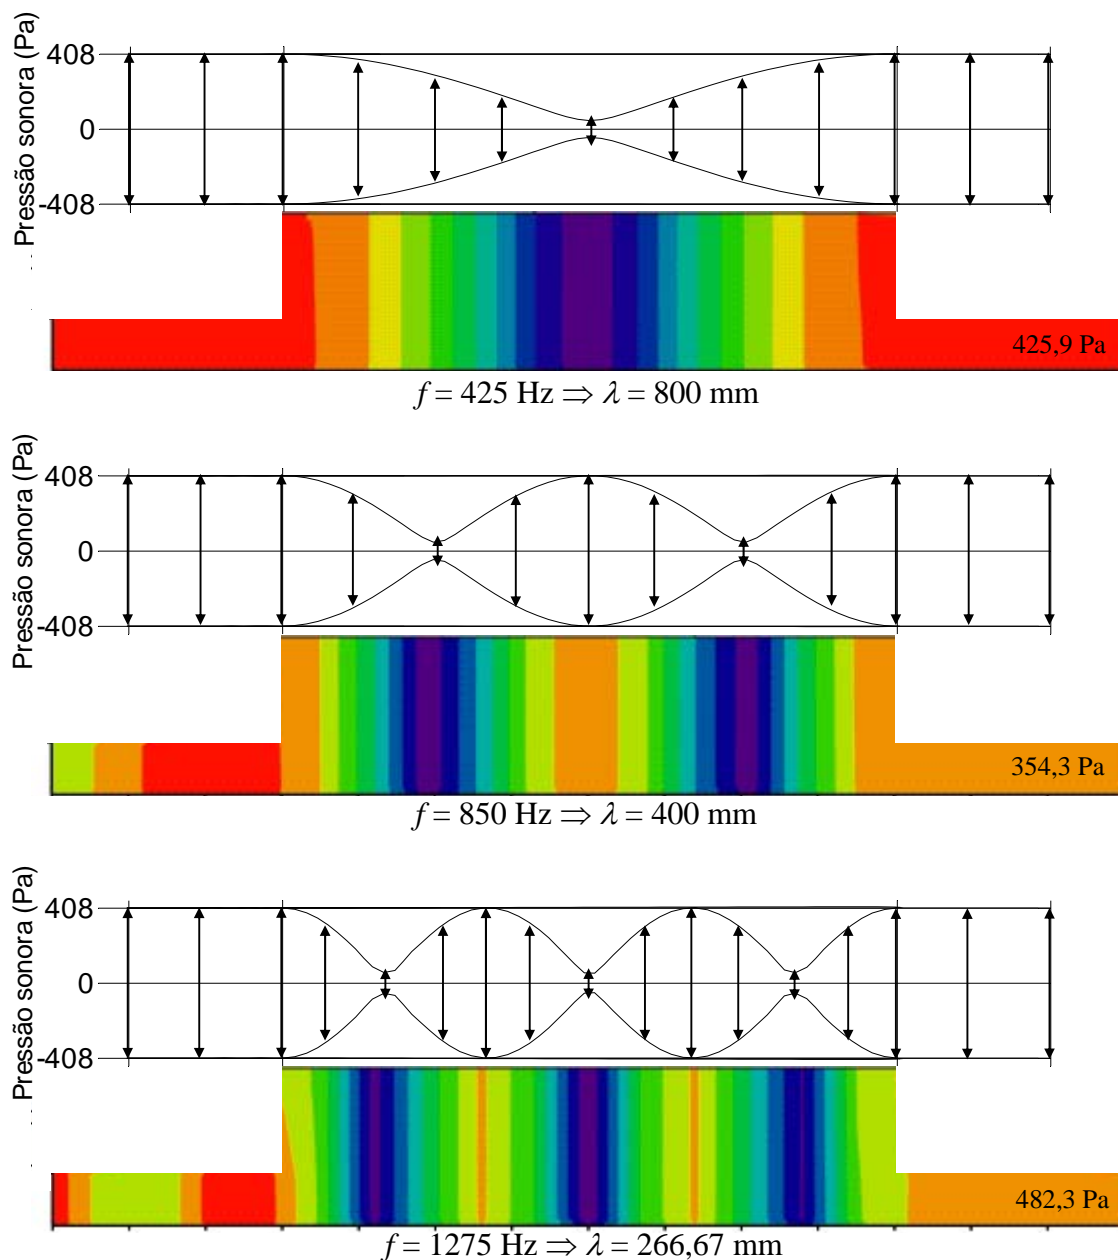 Pressão sonora (Pa)
408
0
-408
425,9 Pa
f = 425 Hz ⇒ λ = 800 mm
Pressão sonora (Pa)
408
0
-408
354,3 Pa
f = 850 Hz ⇒ λ = 400 mm
Pressão sonora (Pa)
408
0
-408
482,3 Pa
f = 1275 Hz ⇒ λ = 266,67 mm